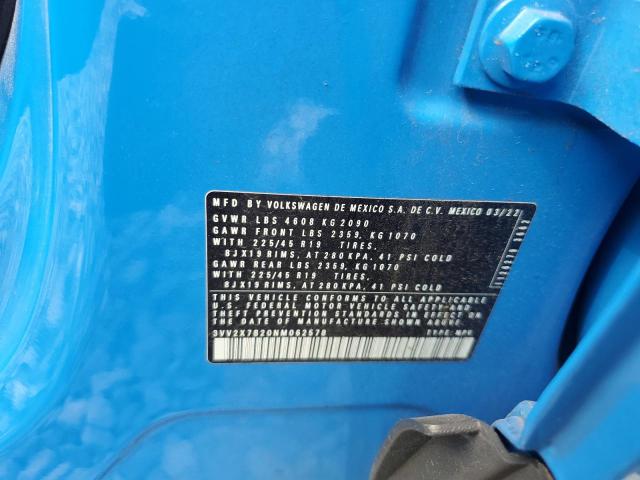 MFD BY VOLKSWAGEN DE MEXICO S.A. DE C.V. MEXICO 03/22
GVWR LBS 4608 KG 2090
GAWR FRONT LBS 2359, KG 1070
WITH 225/45 R19 TIRES,
8JX19 RIMS, AT 280 KPA, 41 PSI COLD
GAWR REAR LBS 2359, KG 1070
WITH 225/45 R19 TIRES,
8JX19 RIMS, AT 280 KPA, 41 PSI COLD
THIS VEHICLE CONFORMS TO ALL APPLICABLE
U.S. FEDERAL MOTOR VEHICLE SAFETY AND
THEFT PREVENTION STANDARDS IN EFFECT ON
THE DATE OF MANUFACTURE SHOWN ABOVE.
3VV2X7B20NM062578 TYPE: MPV